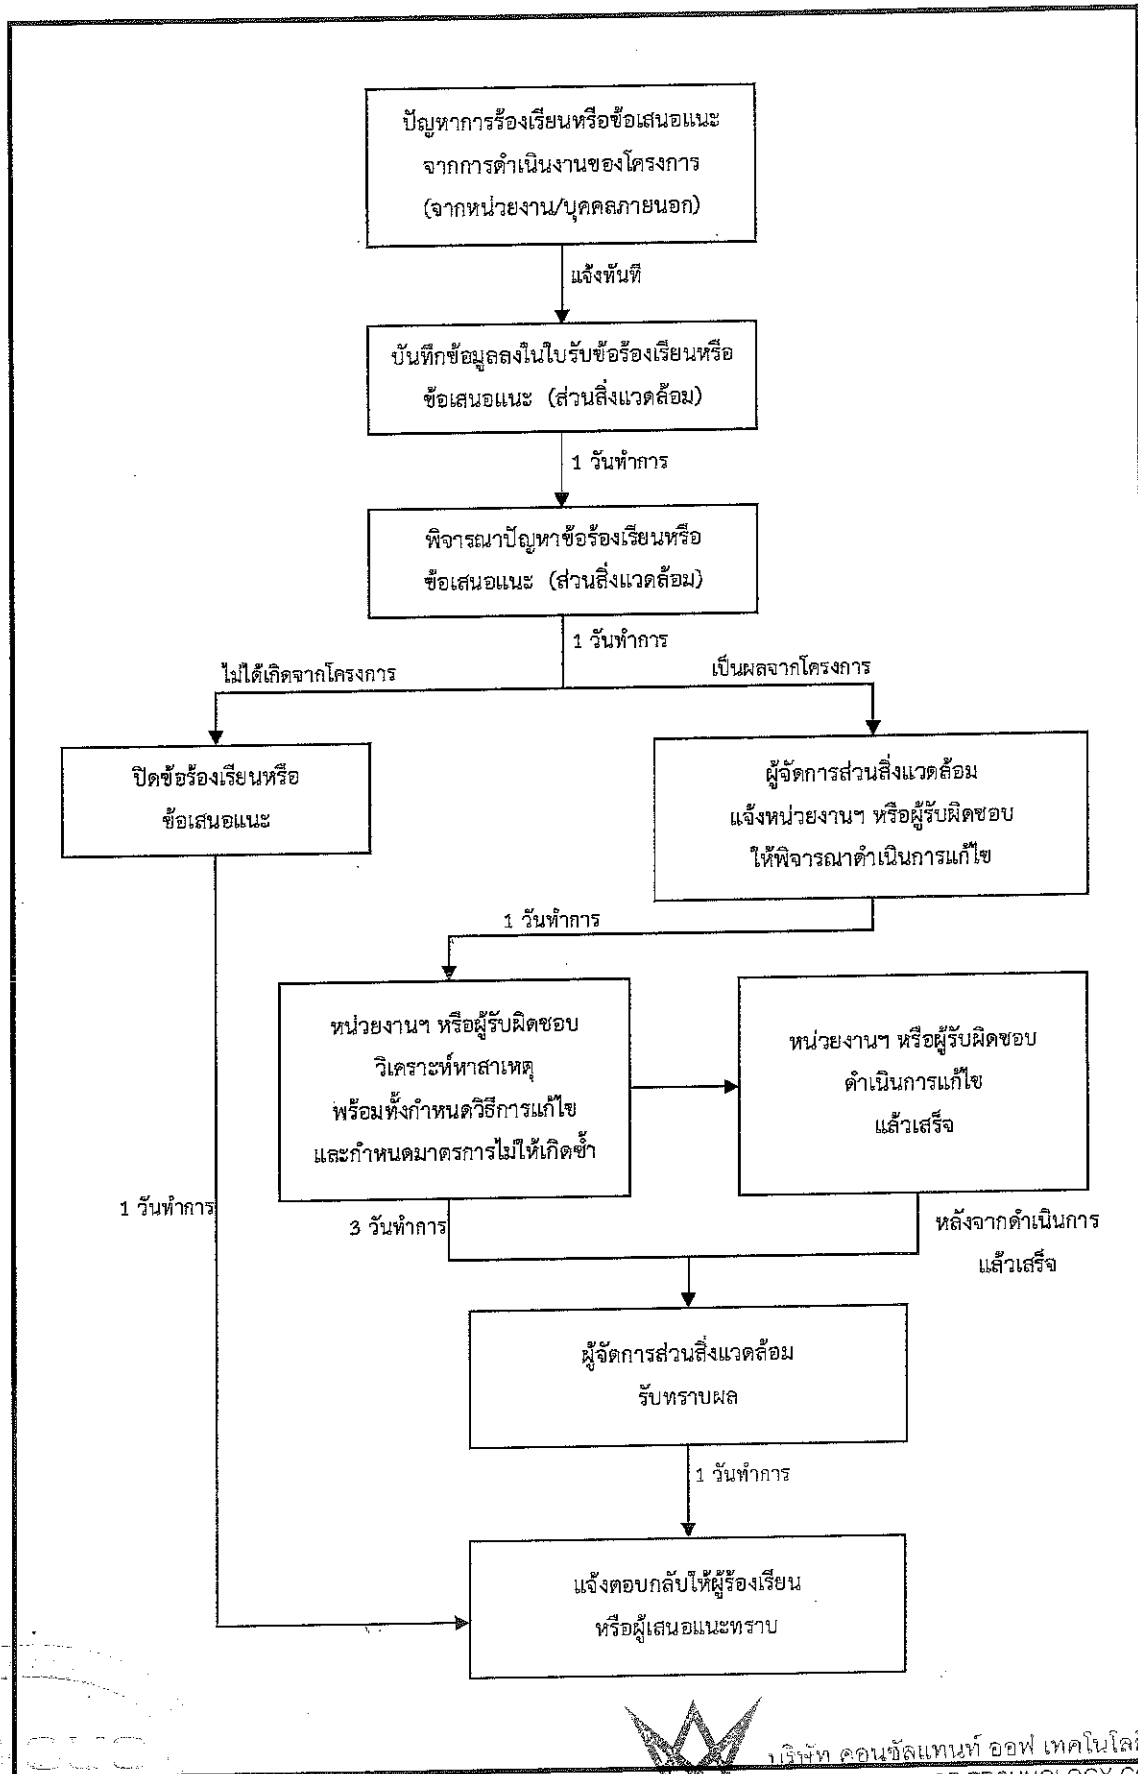 ปัญหาการร้องเรียนหรือข้อเสนอแนะ
จากการดำเนินงานของโครงการ
(จากหน่วยงาน/บุคคลภายนอก)
แจ้งทันที
บันทึกข้อมูลลงในใบรับข้อร้องเรียนหรือ
ข้อเสนอแนะ (ส่วนสิ่งแวดล้อม)
1 วันทำการ
พิจารณาปัญหาข้อร้องเรียนหรือ
ข้อเสนอแนะ (ส่วนสิ่งแวดล้อม)
1 วันทำการ
ไม่ได้เกิดจากโครงการ
เป็นผลจากโครงการ
ปิดข้อร้องเรียนหรือ
ข้อเสนอแนะ
ผู้จัดการส่วนสิ่งแวดล้อม
แจ้งหน่วยงานฯ หรือผู้รับผิดชอบ
ให้พิจารณาดำเนินการแก้ไข
1 วันทำการ
หน่วยงานฯ หรือผู้รับผิดชอบ
วิเคราะห์หาสาเหตุ
พร้อมทั้งกำหนดวิธีการแก้ไข
และกำหนดมาตรการไม่ให้เกิดซ้ำ
หน่วยงานฯ หรือผู้รับผิดชอบ
ดำเนินการแก้ไข
แล้วเสร็จ
1 วันทำการ
3 วันทำการ
หลังจากดำเนินการ
แล้วเสร็จ
ผู้จัดการส่วนสิ่งแวดล้อม
รับทราบผล
1 วันทำการ
แจ้งตอบกลับให้ผู้ร้องเรียน
หรือผู้เสนอแนะทราบ
บริษัท คอนซัลแทนท์ ออฟ เทคโนโลยี